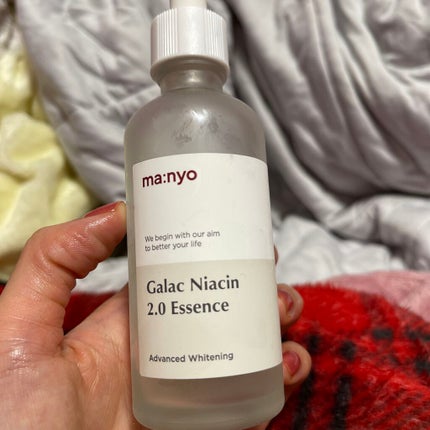 ma:nyo
We begin with our aim
to better your life
Galac Niacin
2.0 Essence
Advanced Whitening